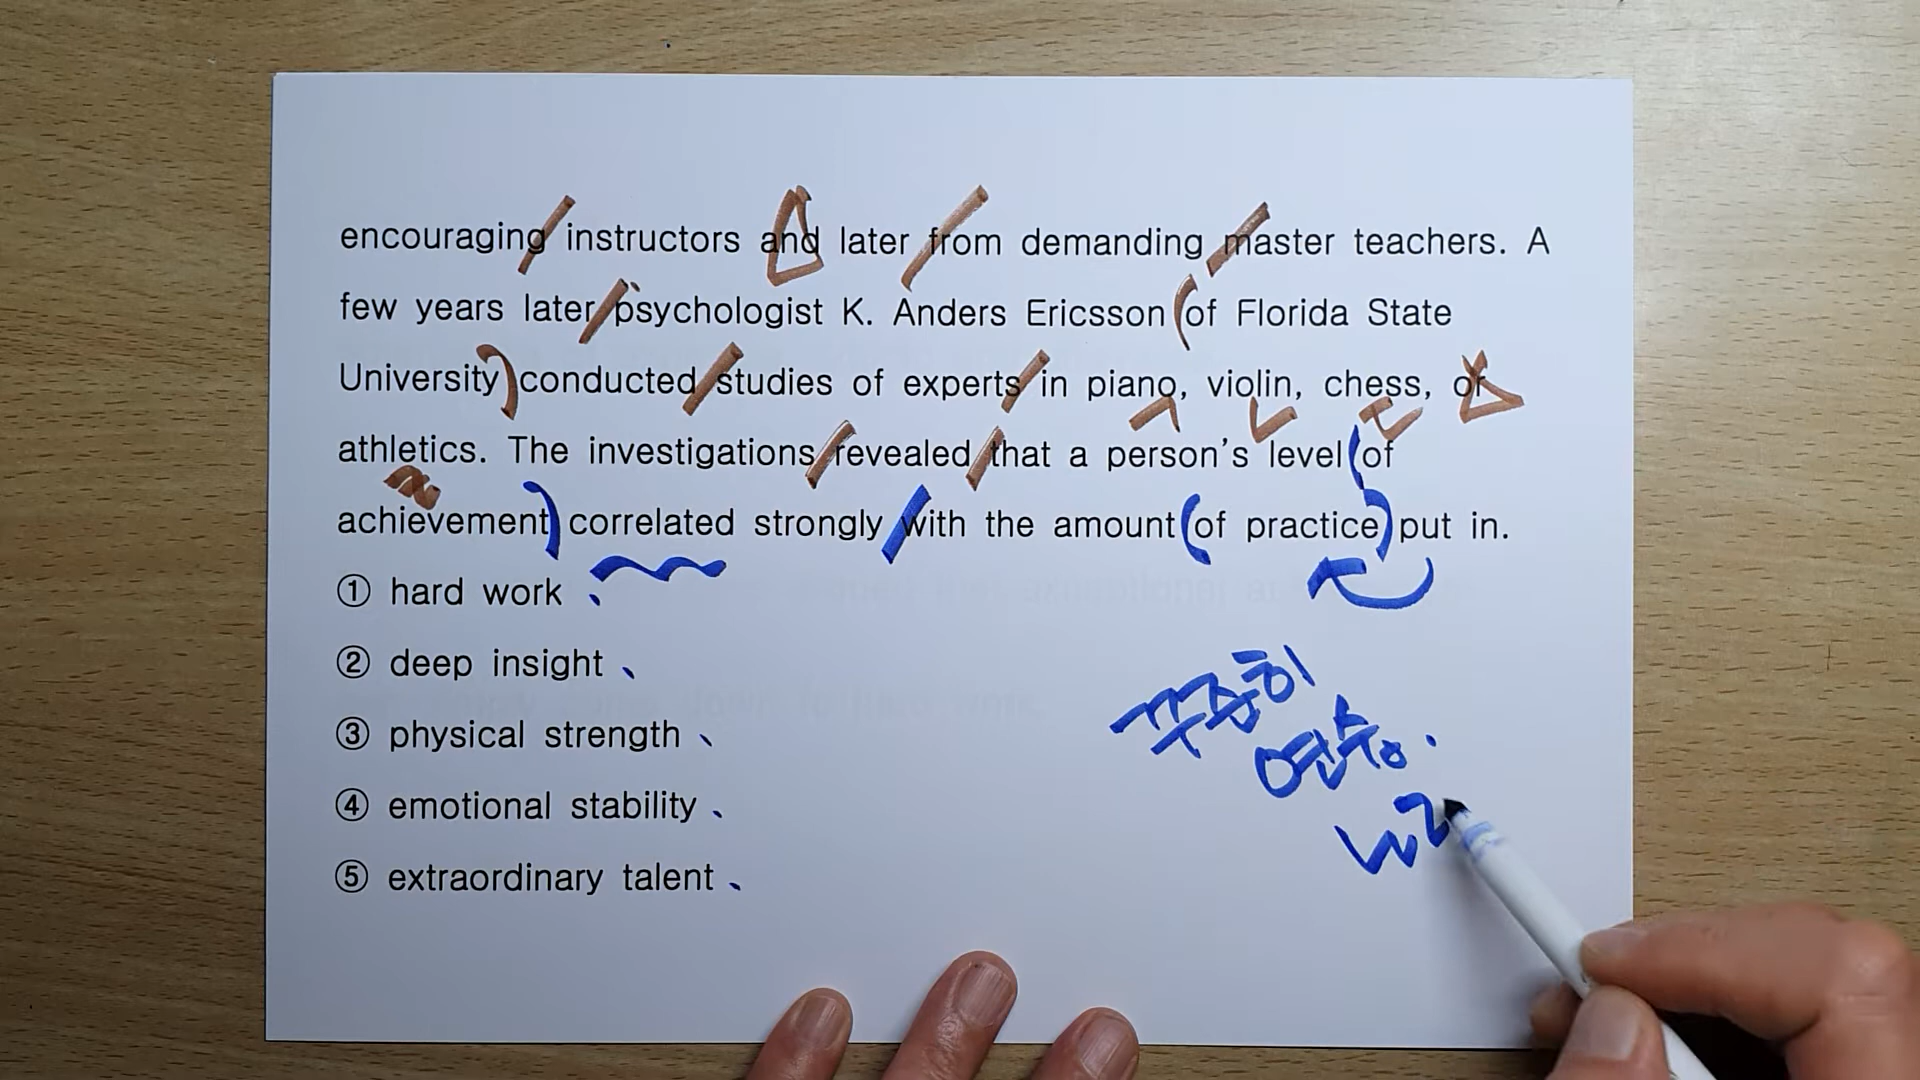 encouraging instructors and later from demanding master teachers. A
few years later psychologist K. Anders Ericsson of Florida State
University conducted studies of experts in piano, violin, chess, or
athletics. The investigations revealed that a person's level of
achievement correlated strongly with the amount of practice put in.
① hard work
② deep insight
③ physical strength
④ emotional stability
⑤ extraordinary talent
꾸준히
연습.